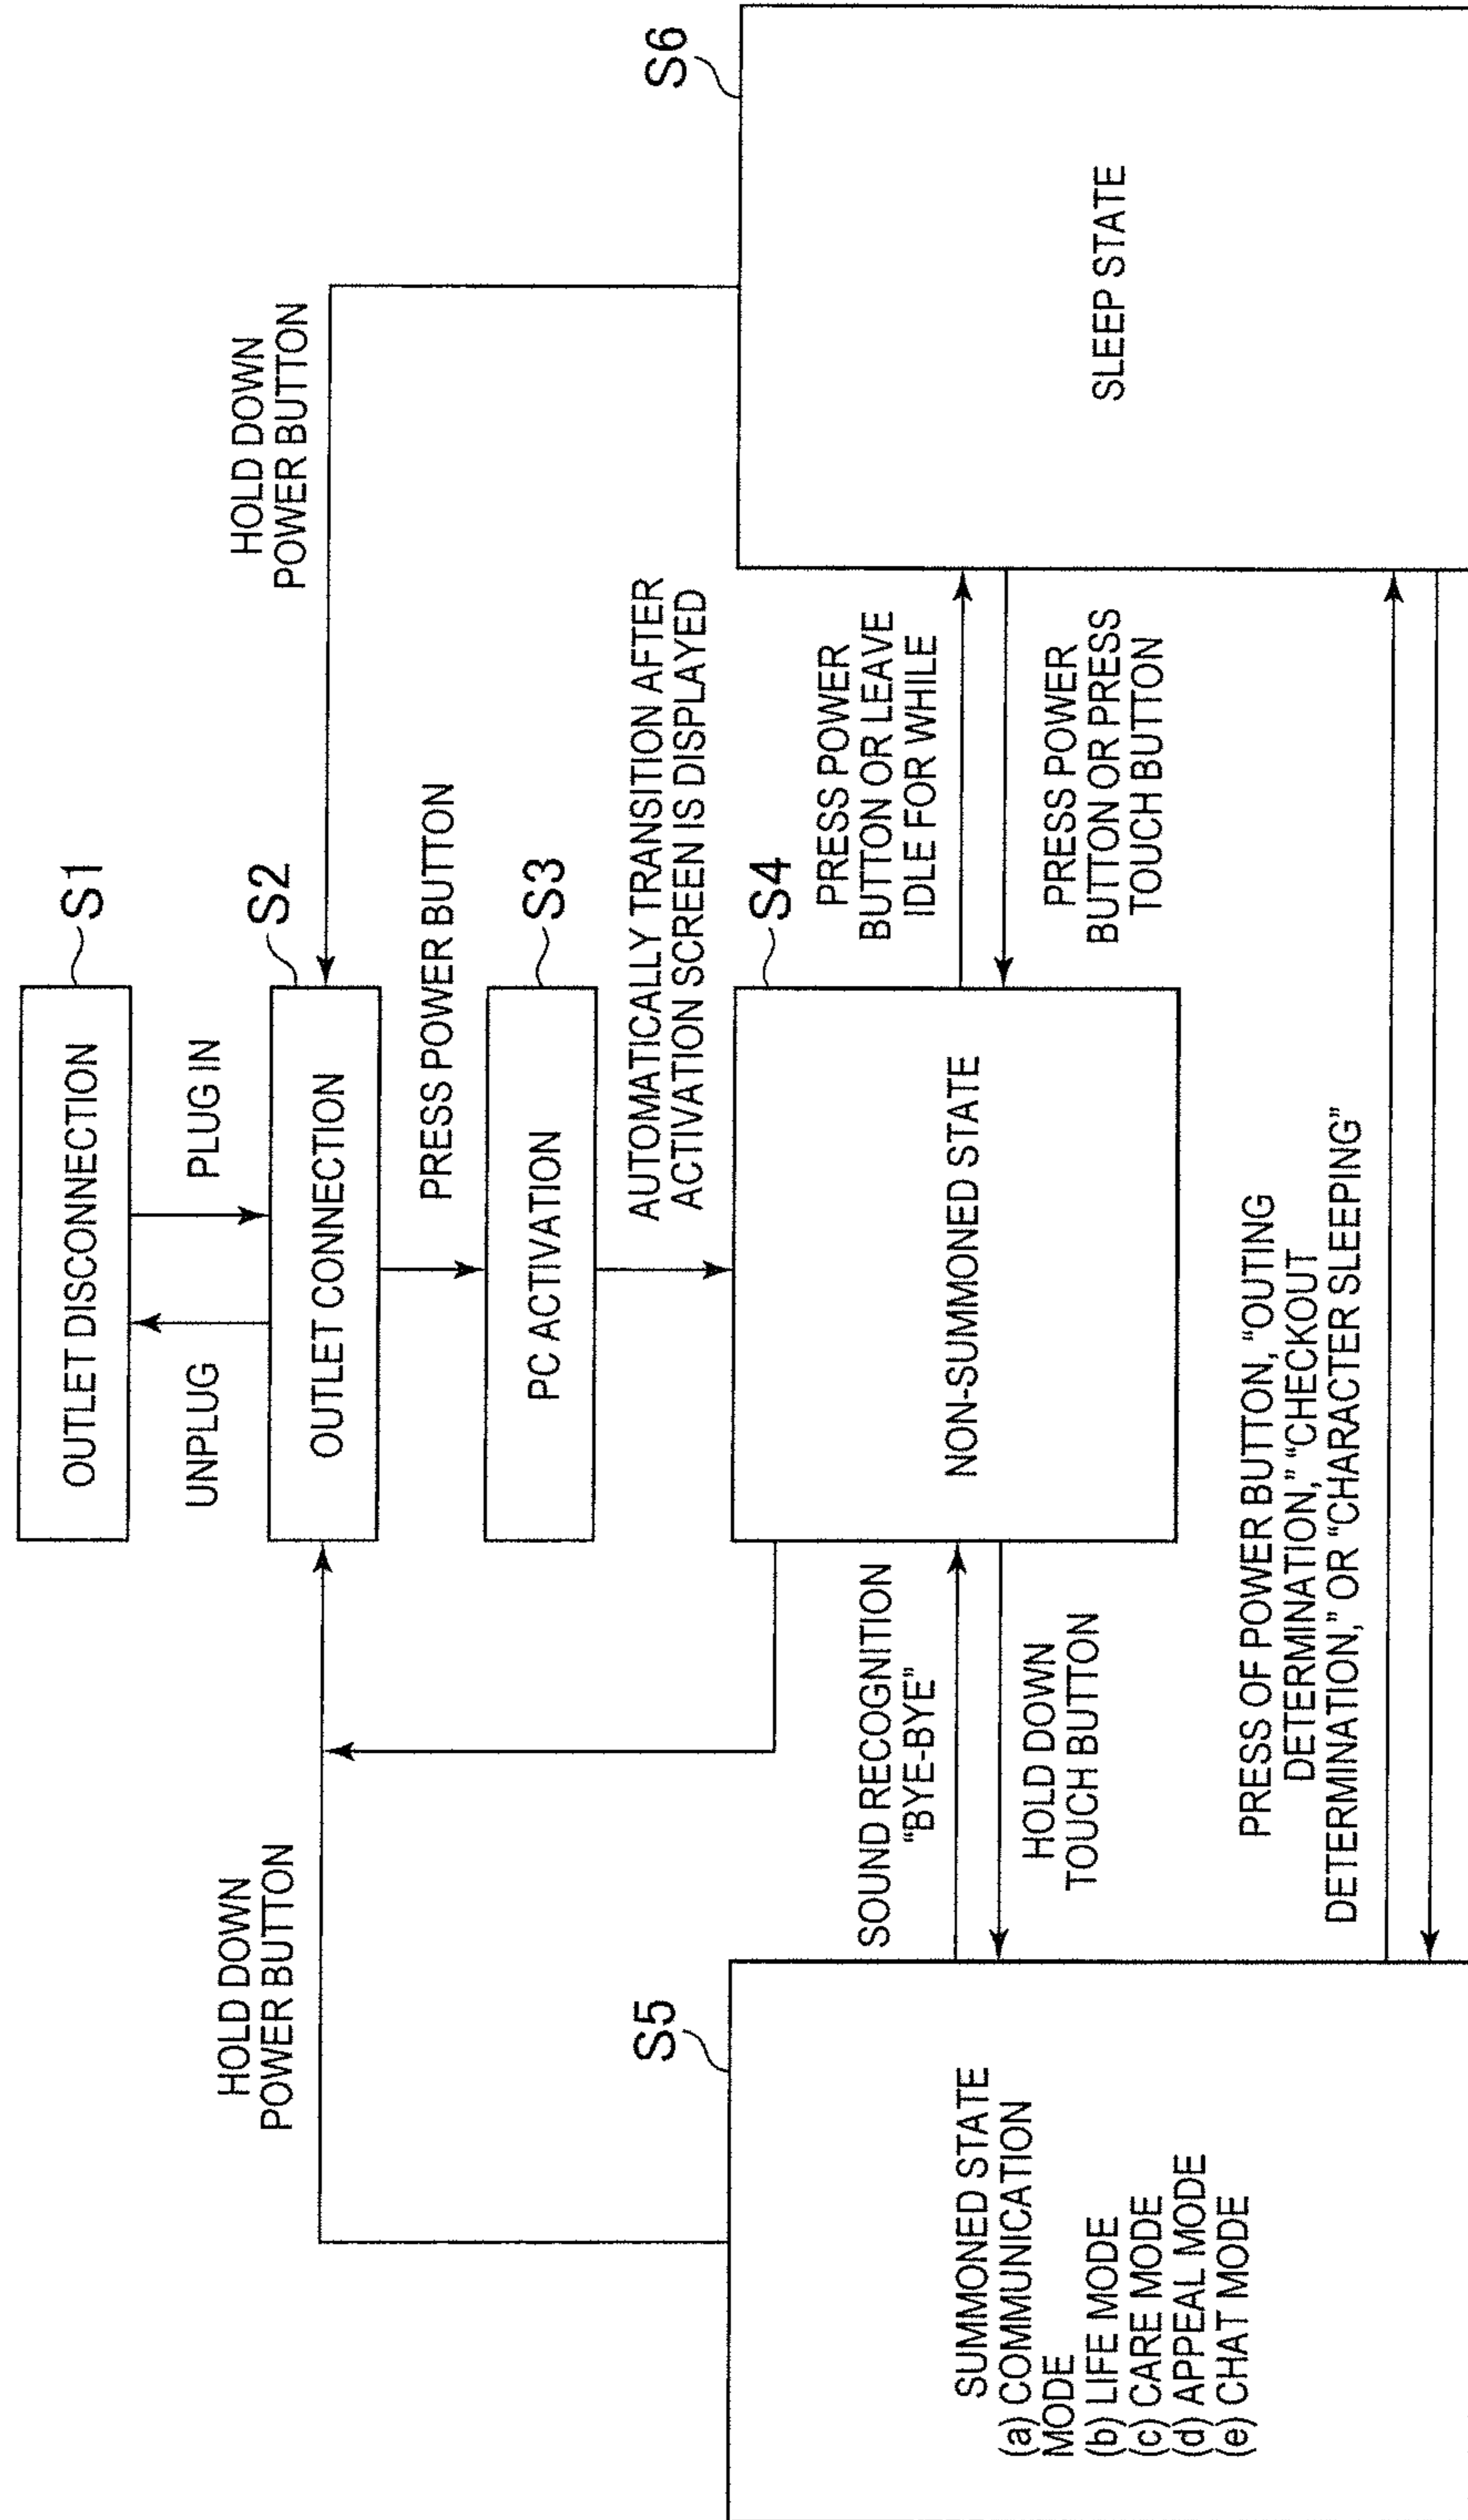 OUTLET DISCONNECTION
S1
UNPLUG
PLUG IN
OUTLET CONNECTION
S2
HOLD DOWN
POWER BUTTON
HOLD DOWN
POWER BUTTON
PRESS POWER BUTTON
PC ACTIVATION
S3
AUTOMATICALLY TRANSITION AFTER
ACTIVATION SCREEN IS DISPLAYED
S5
SUMMONED STATE
(a) COMMUNICATION
MODE
(b) LIFE MODE
(c) CARE MODE
(d) APPEAL MODE
(e) CHAT MODE
SOUND RECOGNITION
“BYE-BYE”
HOLD DOWN
TOUCH BUTTON
NON-SUMMONED STATE
S4
PRESS POWER
BUTTON OR LEAVE
IDLE FOR WHILE
PRESS POWER
BUTTON OR PRESS
TOUCH BUTTON
S6
SLEEP STATE
PRESS OF POWER BUTTON, “OUTING
DETERMINATION,” “CHECKOUT
DETERMINATION,” OR “CHARACTER SLEEPING”